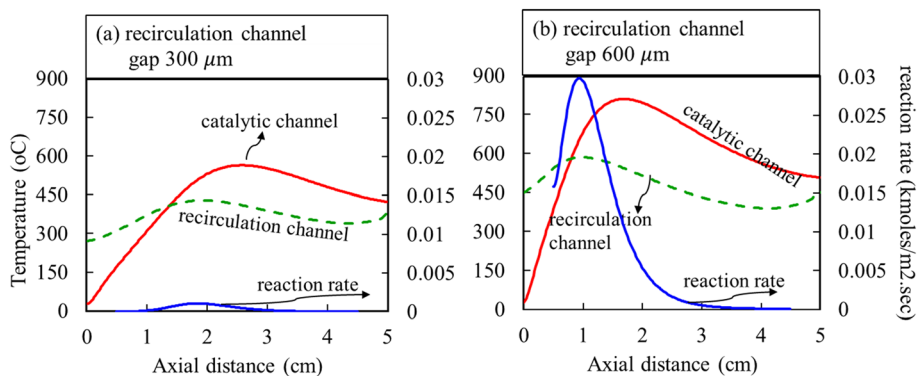 (a) recirculation channel
gap 300 μm
900
750
600
450
300
150
0
Temperature (oC)
0.03
0.025
0.02
0.015
0.01
0.005
0
catalytic channel
recirculation channel
reaction rate
0 1 2 3 4 5
Axial distance (cm)
(b) recirculation channel
gap 600 μm
900
750
600
450
300
150
0
0.03
0.025
0.02
0.015
0.01
0.005
0
reaction rate (kmoles/m2.sec)
catalytic channel
recirculation
channel
reaction rate
0 1 2 3 4 5
Axial distance (cm)